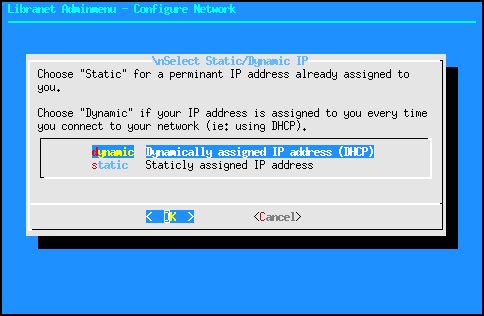 Libranet Adminmenu - Configure Network
\nSelect Static/Dynamic IP
Choose "Static" for a perminant IP address already assigned to
you.
Choose "Dynamic" if your IP address is assigned to you every time
you connect to your network (ie: using DHCP).
dynamic Dynamically assigned IP address (DHCP)
static Staticly assigned IP address
< OK > <Cancel>